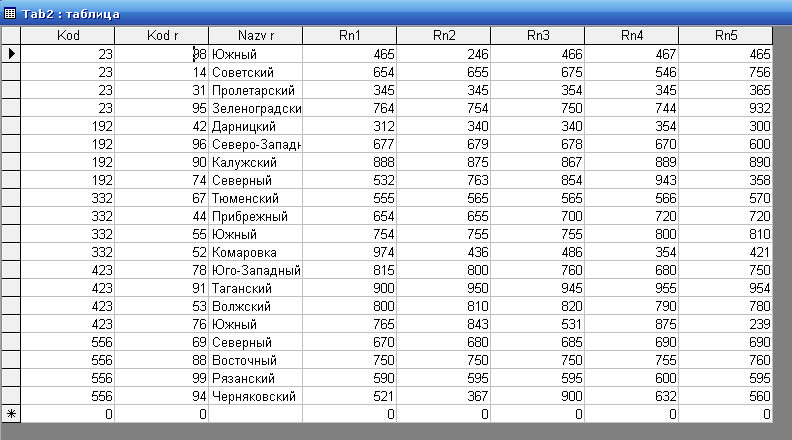 Tab2 : таблица
Kod Kod r Nazv r Rn1 Rn2 Rn3 Rn4 Rn5
23 98 Южный 465 246 466 467 465
23 14 Советский 654 655 675 546 756
23 31 Пролетарский 345 345 354 345 365
23 95 Зеленоградски 764 754 750 744 932
192 42 Дарницкий 312 340 340 354 300
192 96 Северо-Западн 677 679 678 670 600
192 90 Калужский 888 875 867 889 890
192 74 Северный 532 763 854 943 358
332 67 Тюменский 555 565 565 566 570
332 44 Прибрежный 654 655 700 720 720
332 55 Южный 754 755 755 800 810
332 52 Комаровка 974 436 486 354 421
423 78 Юго-Западный 815 800 760 680 750
423 91 Таганский 900 950 945 955 954
423 53 Волжский 800 810 820 790 780
423 76 Южный 765 843 531 875 239
556 69 Северный 670 680 685 690 690
556 88 Восточный 750 750 750 755 760
556 99 Рязанский 590 595 595 600 595
556 94 Черняковский 521 367 900 632 560
0 0 0 0 0 0 0